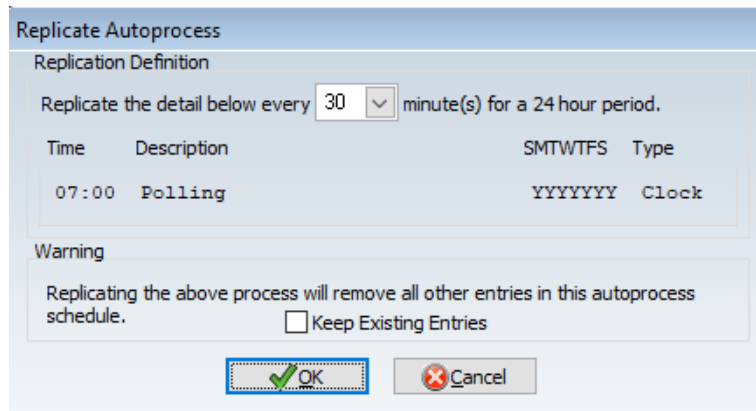 Replicate Autoprocess
Replication Definition
Replicate the detail below every 30 minute(s) for a 24 hour period.
Time Description SMTWTFS Type
07:00 Polling YYYYYYY Clock
Warning
Replicating the above process will remove all other entries in this autoprocess
schedule. Keep Existing Entries
OK Cancel